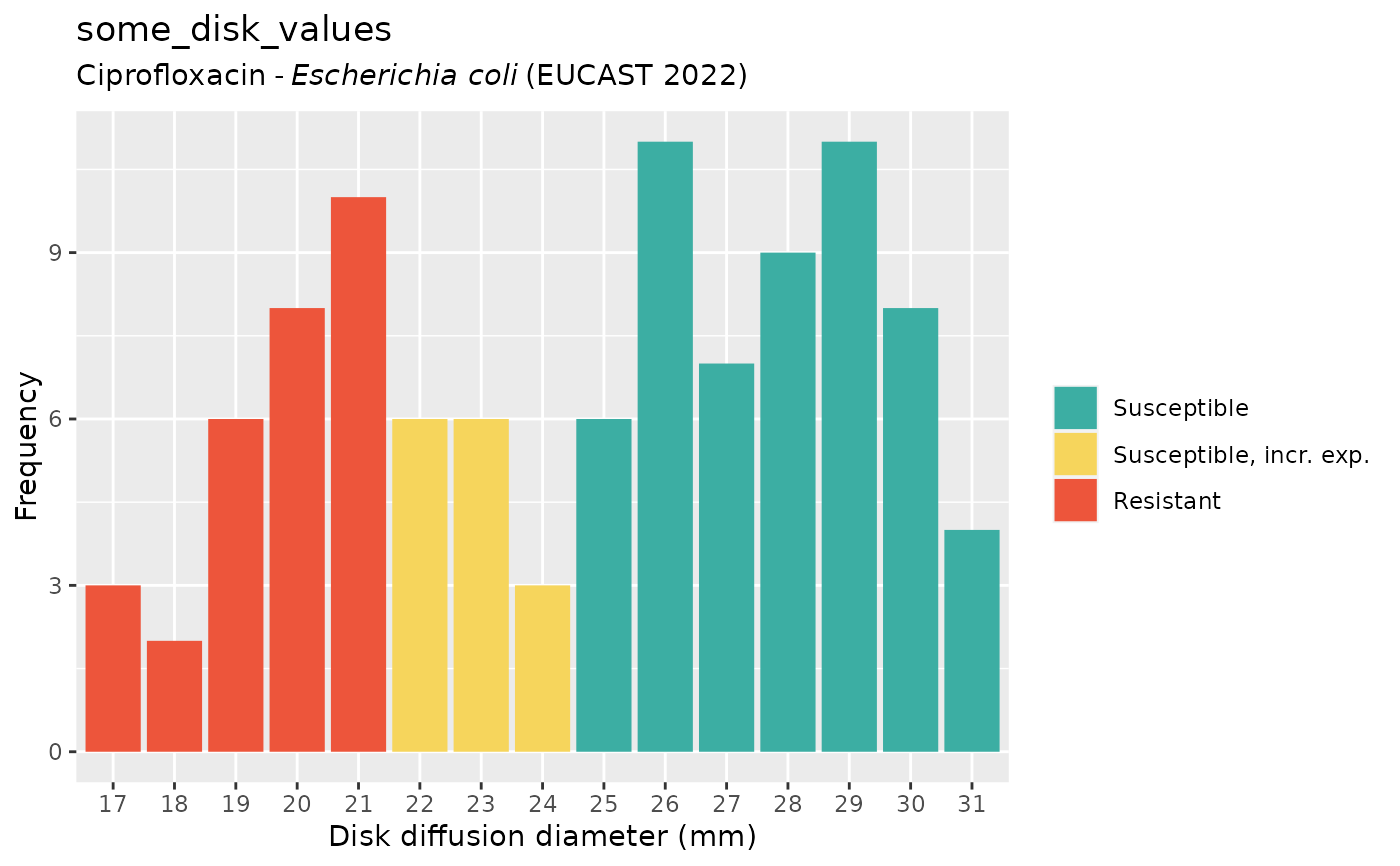 some_disk_values
Ciprofloxacin - Escherichia coli (EUCAST 2022)
Frequency
9
6
3
0
17 18 19 20 21 22 23 24 25 26 27 28 29 30 31
Disk diffusion diameter (mm)
Susceptible
Susceptible, incr. exp.
Resistant